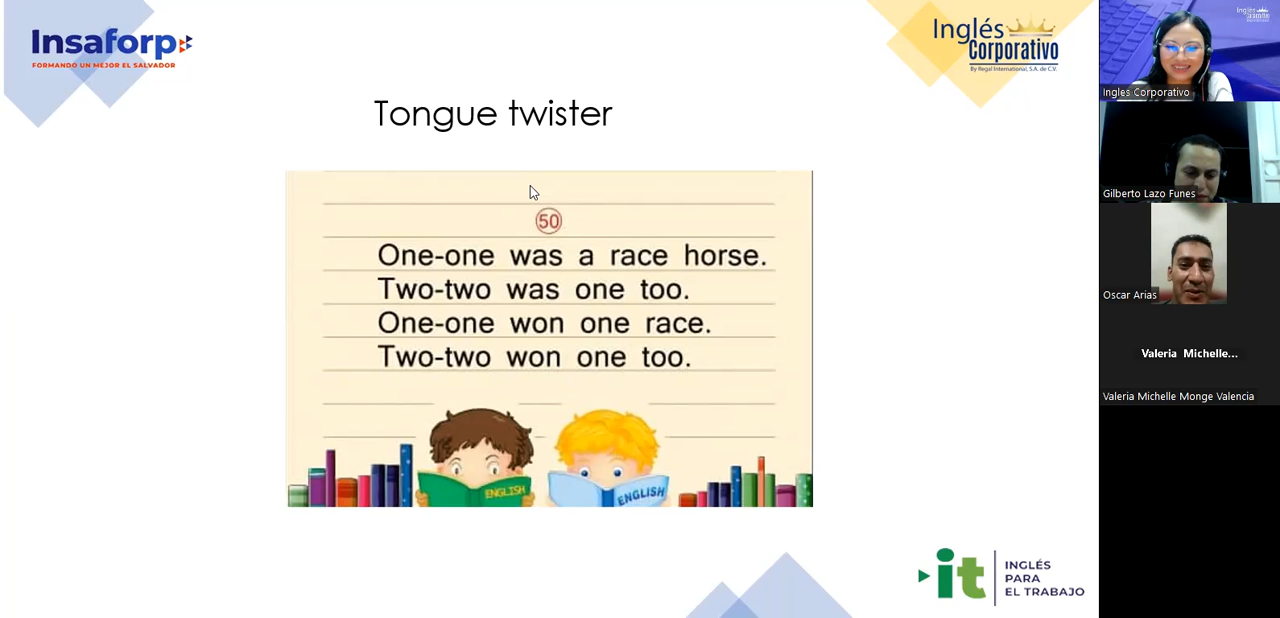 Insaforp
FORMANDO UN MEJOR EL SALVADOR
Inglés
Corporativo
By Regal International, S.A. de C.V.
Tongue twister
50
One-one was a race horse.
Two-two was one too.
One-one won one race.
Two-two won one too.
ENGLISH
ENGLISH
it
INGLÉS
PARA
EL TRABAJO
Inglés
Ingles Corporativo
Gilberto Lazo Funes
Oscar Arias
Valeria Michelle...
Valeria Michelle Monge Valencia